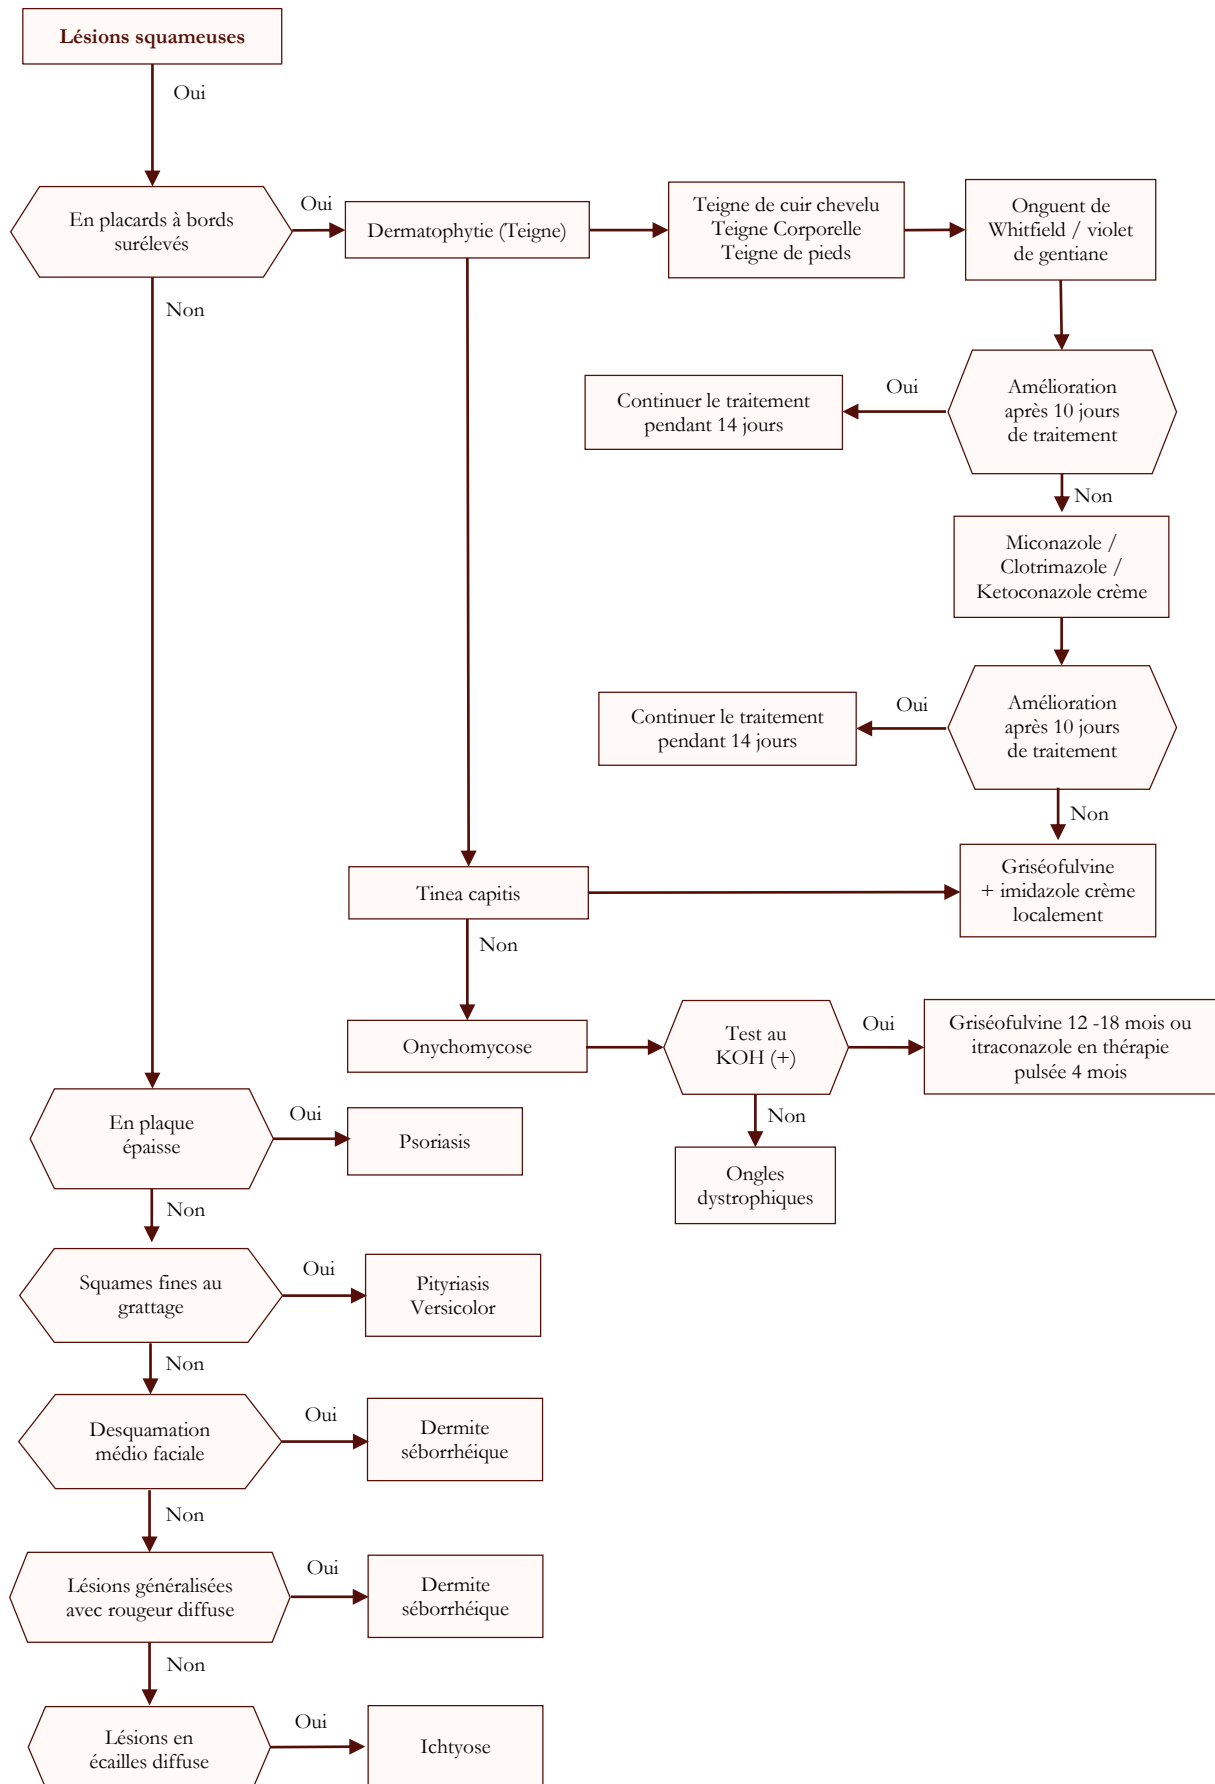 Lésions squameuses
Oui
En placards à bords
surélevés
Oui
Dermatophytie (Teigne)
Teigne de cuir chevelu
Teigne Corporelle
Teigne de pieds
Onguent de
Whitfield / violet
de gentiane
Non
Amélioration
après 10 jours
de traitement
Oui
Continuer le traitement
pendant 14 jours
Non
Miconazole /
Clotrimazole /
Ketoconazole crème
Amélioration
après 10 jours
de traitement
Oui
Continuer le traitement
pendant 14 jours
Non
Griséofulvine
+ imidazole crème
localement
Tinea capitis
Non
Onychomycose
Test au
KOH (+)
Oui
Griséofulvine 12 -18 mois ou
itraconazole en thérapie
pulsée 4 mois
Non
Ongles
dystrophiques
En plaque
épaisse
Oui
Psoriasis
Non
Squames fines au
grattage
Oui
Pityriasis
Versicolor
Non
Desquamation
médio faciale
Oui
Dermite
séborrhéique
Non
Lésions généralisées
avec rougeur diffuse
Oui
Dermite
séborrhéique
Non
Lésions en
écailles diffuse
Oui
Ichtyose